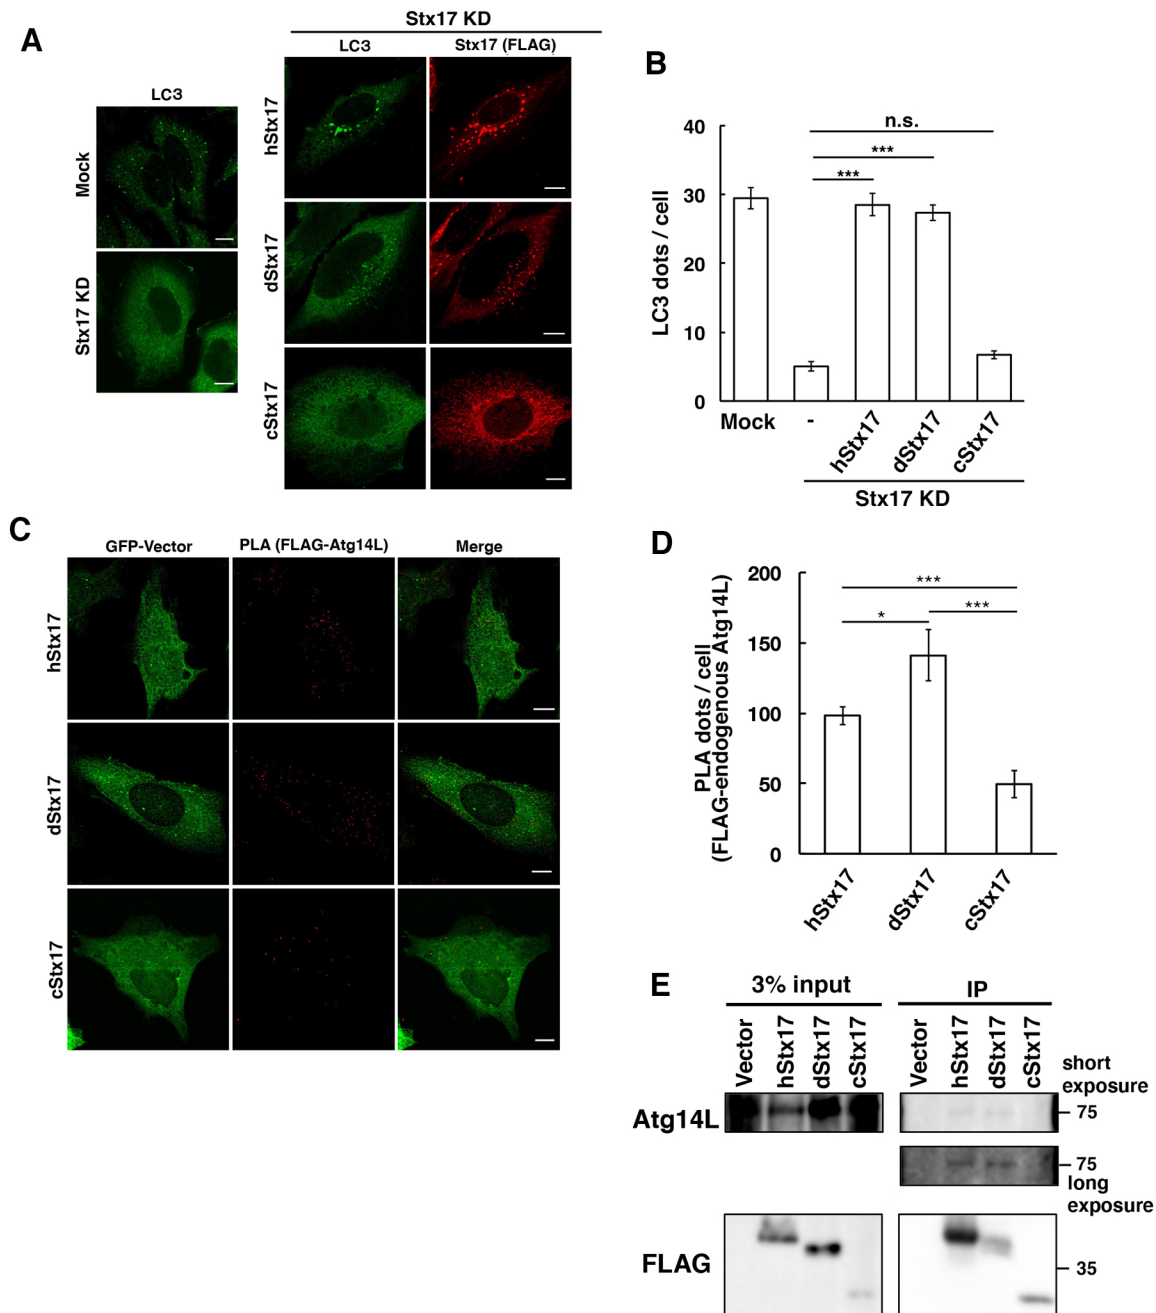 A
Stx17 KD
LC3
Stx17 (FLAG)
LC3
Mock
Stx17 KD
hStx17
dStx17
cStx17
B
n.s.
***
***
LC3 dots / cell
40
30
20
10
0
Mock
-
hStx17
dStx17
cStx17
Stx17 KD
C
GFP-Vector
PLA (FLAG-Atg14L)
Merge
hStx17
dStx17
cStx17
D
PLA dots / cell
(FLAG-endogenous Atg14L)
200
150
100
50
0
***
*
***
hStx17
dStx17
cStx17
E
3% input
IP
Vector
hStx17
dStx17
cStx17
Vector
hStx17
dStx17
cStx17
short
exposure
Atg14L
75
75
long
exposure
FLAG
35